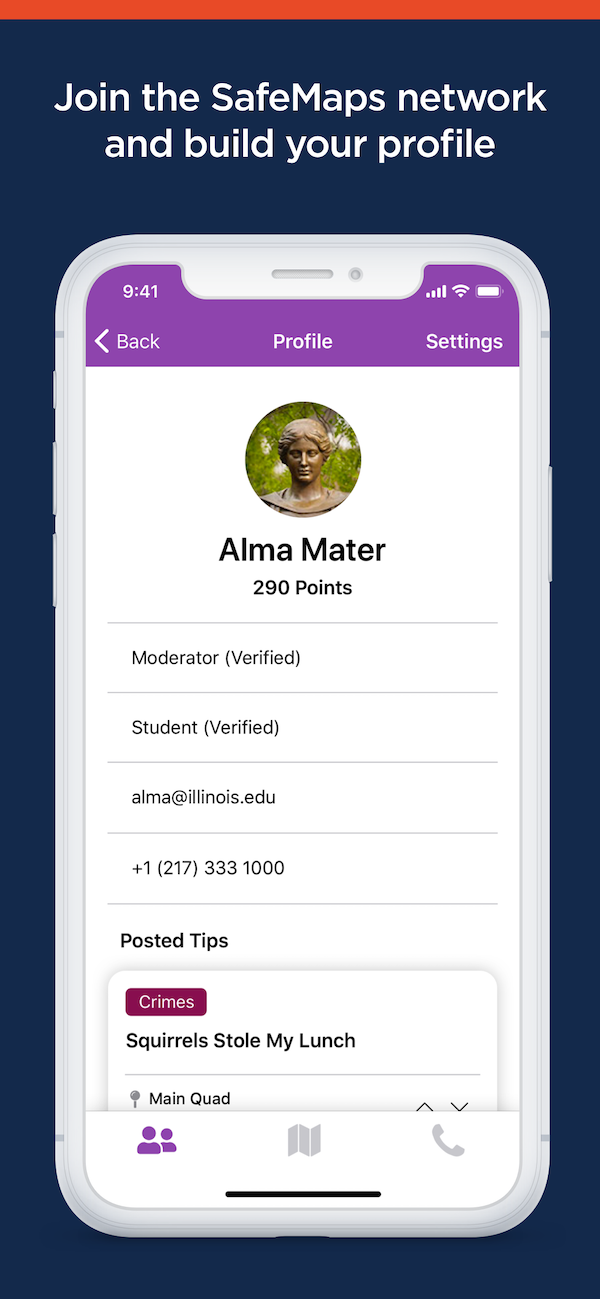 Join the SafeMaps network
and build your profile
9:41
Back Profile Settings
Alma Mater
290 Points
Moderator (Verified)
Student (Verified)
alma@illinois.edu
+1 (217) 333 1000
Posted Tips
Crimes
Squirrels Stole My Lunch
Main Quad